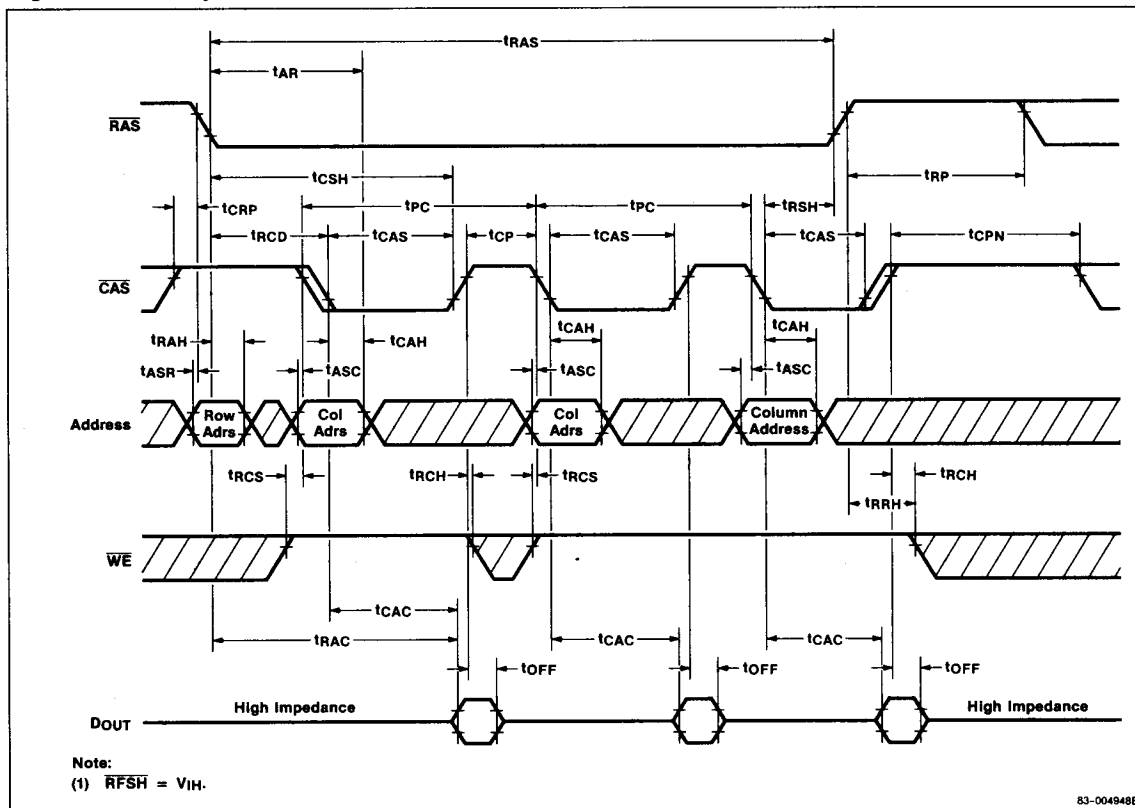 tRAS
tAR
RAS
tCSH
tRP
tCRP
tPC
tPC
tRSH
tRCD
tCAS
tCP
tCAS
tCAS
tCPN
CAS
tRAH
tCAH
tCAH
tCAH
tASR
tASC
tASC
tASC
Address
Row Adrs
Col Adrs
Col Adrs
Column Address
tRCS
tRCH
tRCS
tRCH
tRRH
WE
tCAC
tRAC
tCAC
tCAC
tOFF
tOFF
tOFF
High Impedance
High Impedance
DOUT
Note:
(1) RFSH = VIH.